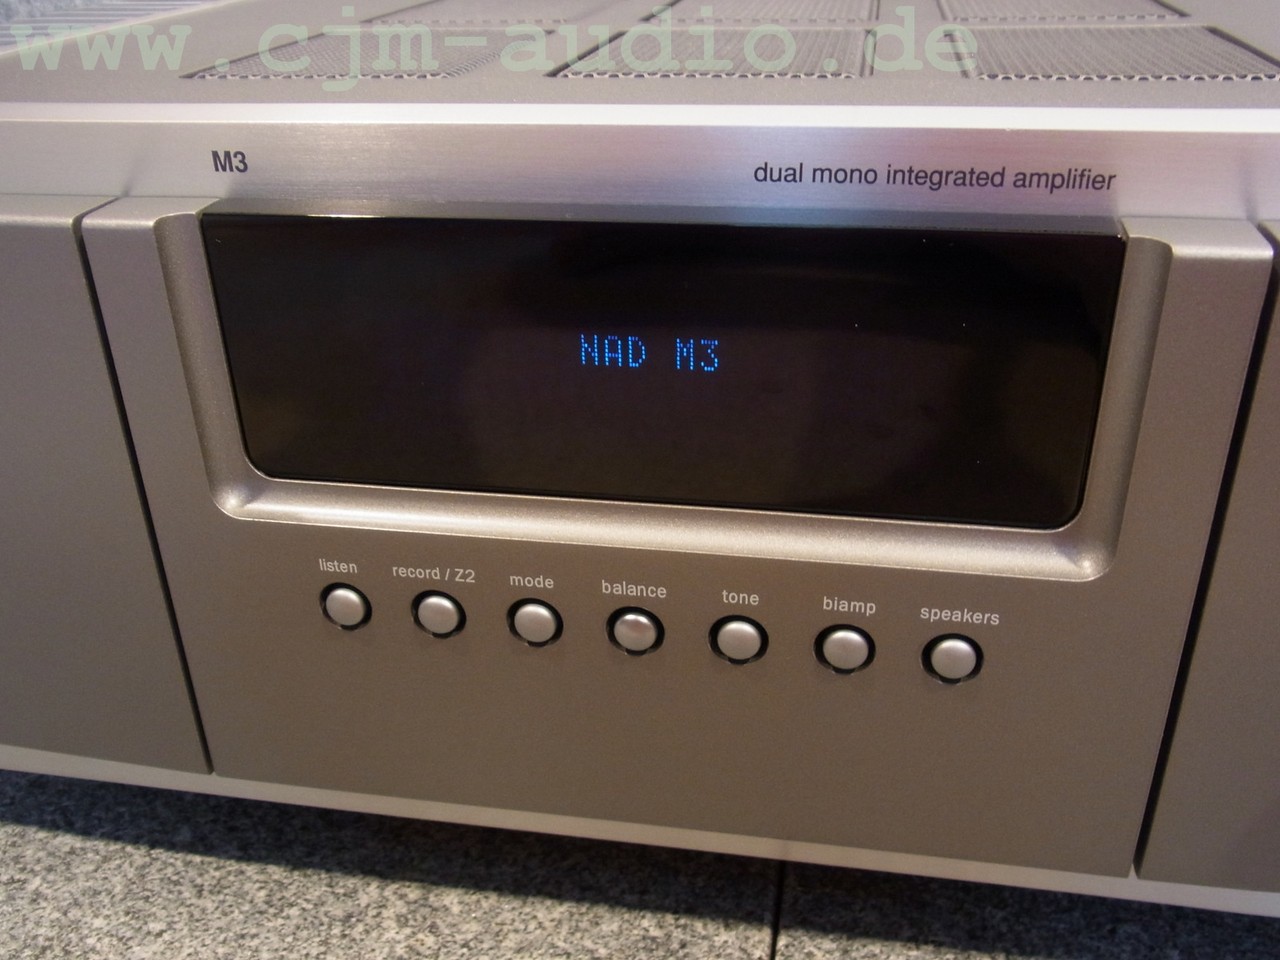 www.cjm-audio.de
M3
dual mono integrated amplifier
NAD M3
listen
record / Z2
mode
balance
tone
biamp
speakers